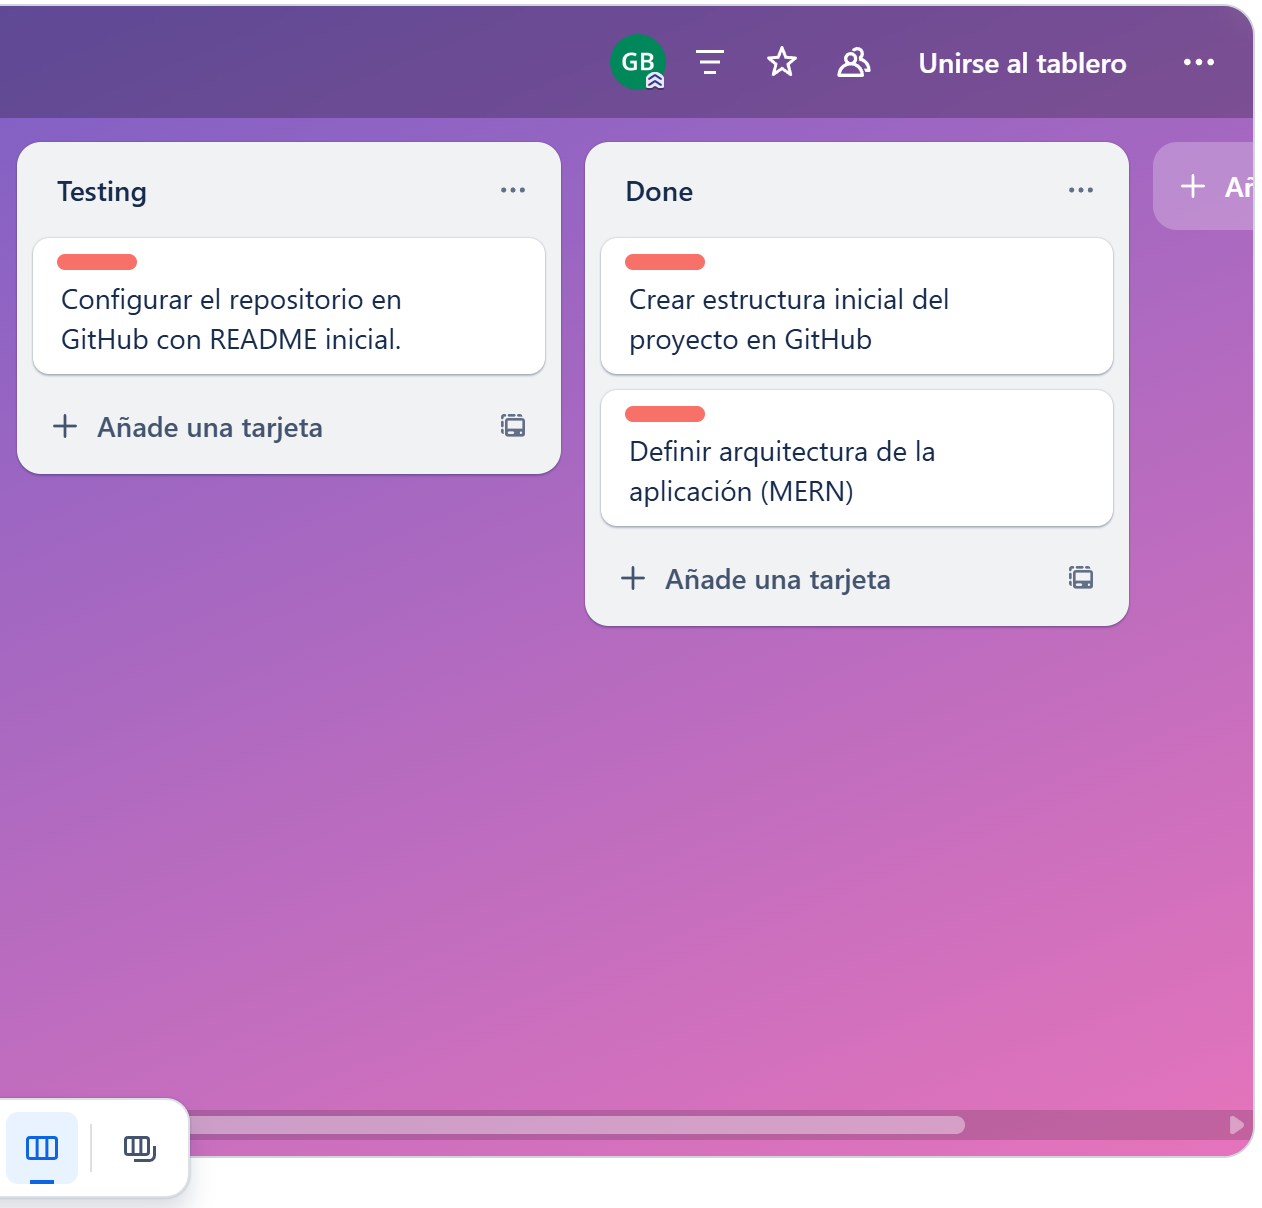 GB
Unirse al tablero
Testing
Configurar el repositorio en
GitHub con README inicial.
Añade una tarjeta
Done
Crear estructura inicial del
proyecto en GitHub
Definir arquitectura de la
aplicación (MERN)
Añade una tarjeta